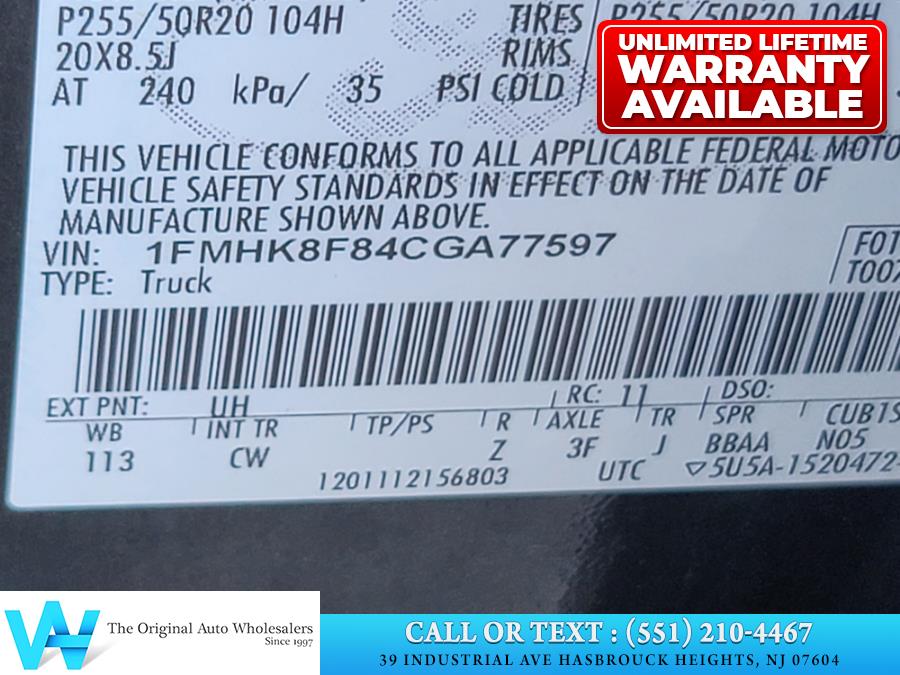 P255/50R20 104H TIRES P255/50R20 104H
20X8.5J RIMS
AT 240 kPa/ 35 PSI COLD
UNLIMITED LIFETIME
WARRANTY
AVAILABLE
THIS VEHICLE CONFORMS TO ALL APPLICABLE FEDERAL MOTO
VEHICLE SAFETY STANDARDS IN EFFECT ON THE DATE OF
MANUFACTURE SHOWN ABOVE.
VIN: 1FMHK8F84CGA77597
TYPE: Truck
F0T
T007
EXT PNT: UH RC: 11 DSO:
WB INT TR TP/PS R AXLE TR SPR CUB1S
113 CW Z 3F J BBAA N05
1201112156803 UTC ▽5U5A-1520472-
The Original Auto Wholesalers
Since 1997
CALL OR TEXT : (551) 210-4467
39 INDUSTRIAL AVE HASBROUCK HEIGHTS, NJ 07604